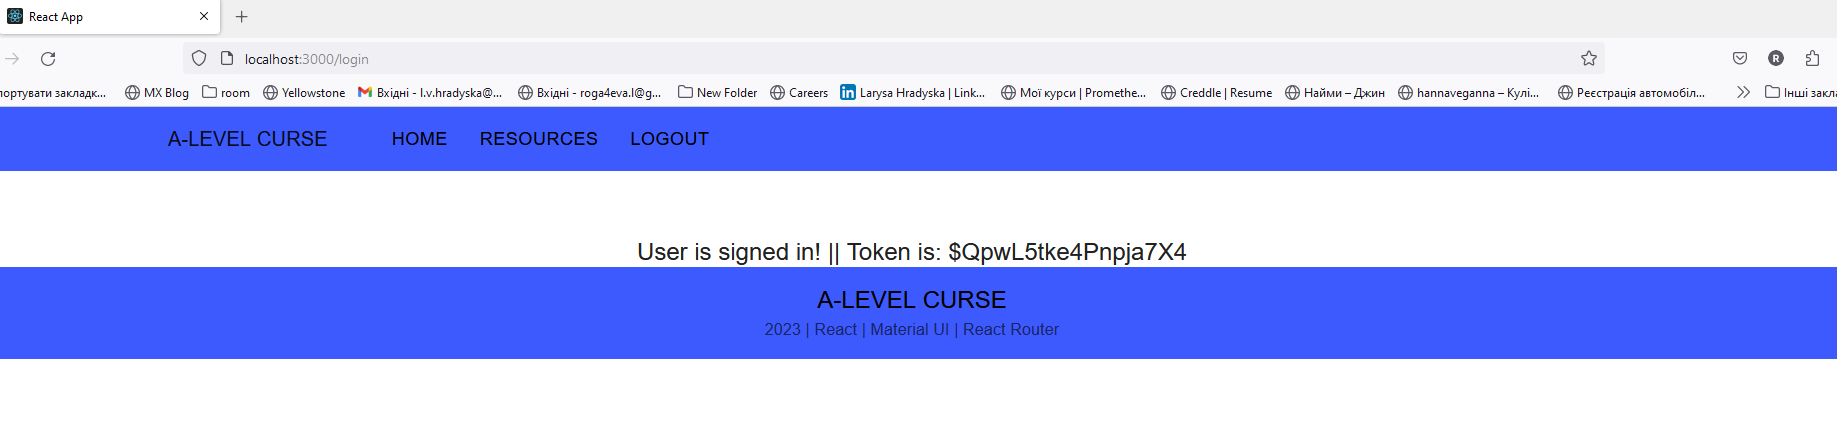 React App
localhost:3000/login
портувати закладк... MX Blog room Yellowstone Вхідні - l.v.hradyska@... Вхідні - roga4eva.l@g... New Folder Careers Larysa Hradyska | Link... Мої курси | Promethe... Creddle | Resume Найми – Джин hannaveganna – Кулі... Реєстрація автомобіл... Інші закла
A-LEVEL CURSE HOME RESOURCES LOGOUT
User is signed in! || Token is: $QpwL5tke4Pnpja7X4
A-LEVEL CURSE
2023 | React | Material UI | React Router